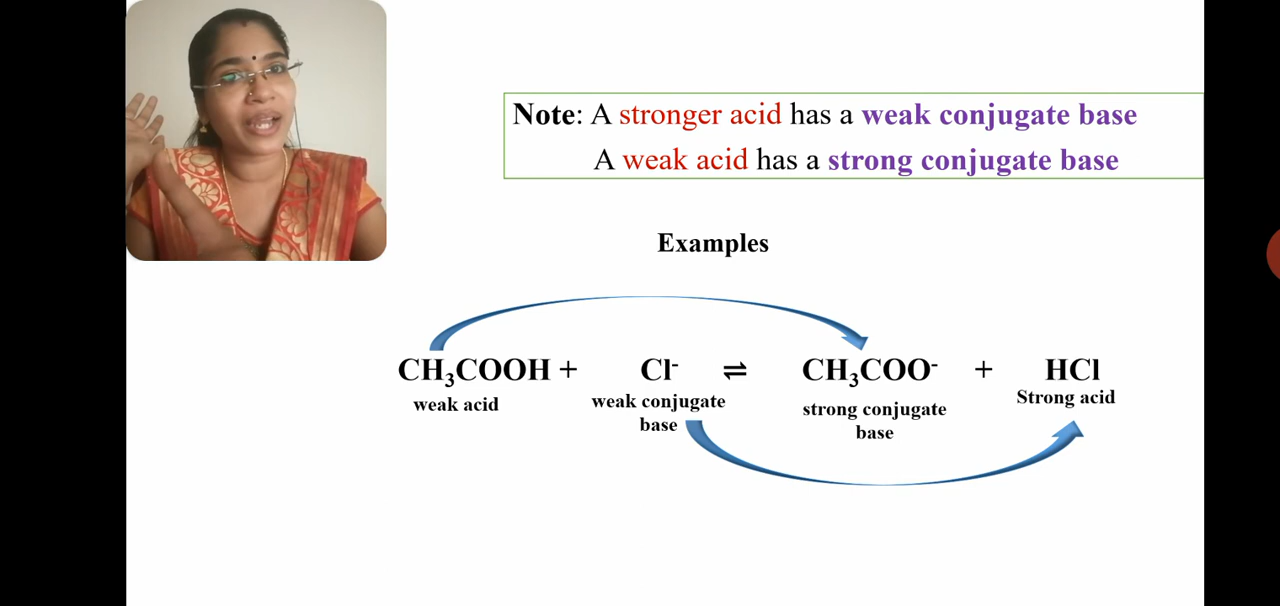 Note: A stronger acid has a weak conjugate base
A weak acid has a strong conjugate base
Examples
CH₃COOH + Cl⁻ ⇌ CH₃COO⁻ + HCl
weak acid
weak conjugate
base
strong conjugate
base
Strong acid